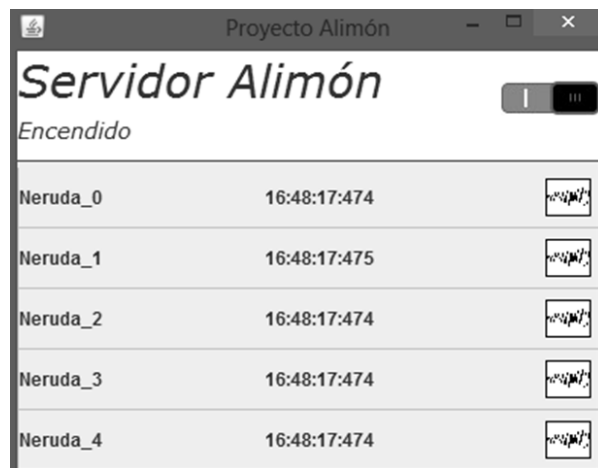 Proyecto Alimón
Servidor Alimón
Encendido
Neruda_0 16:48:17:474
Neruda_1 16:48:17:475
Neruda_2 16:48:17:474
Neruda_3 16:48:17:474
Neruda_4 16:48:17:474